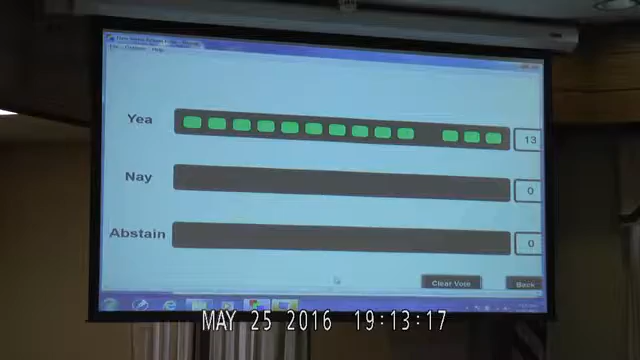 Yea 13
Nay 0
Abstain 0
Clear Vote Back
MAY 25 2016 19:13:17